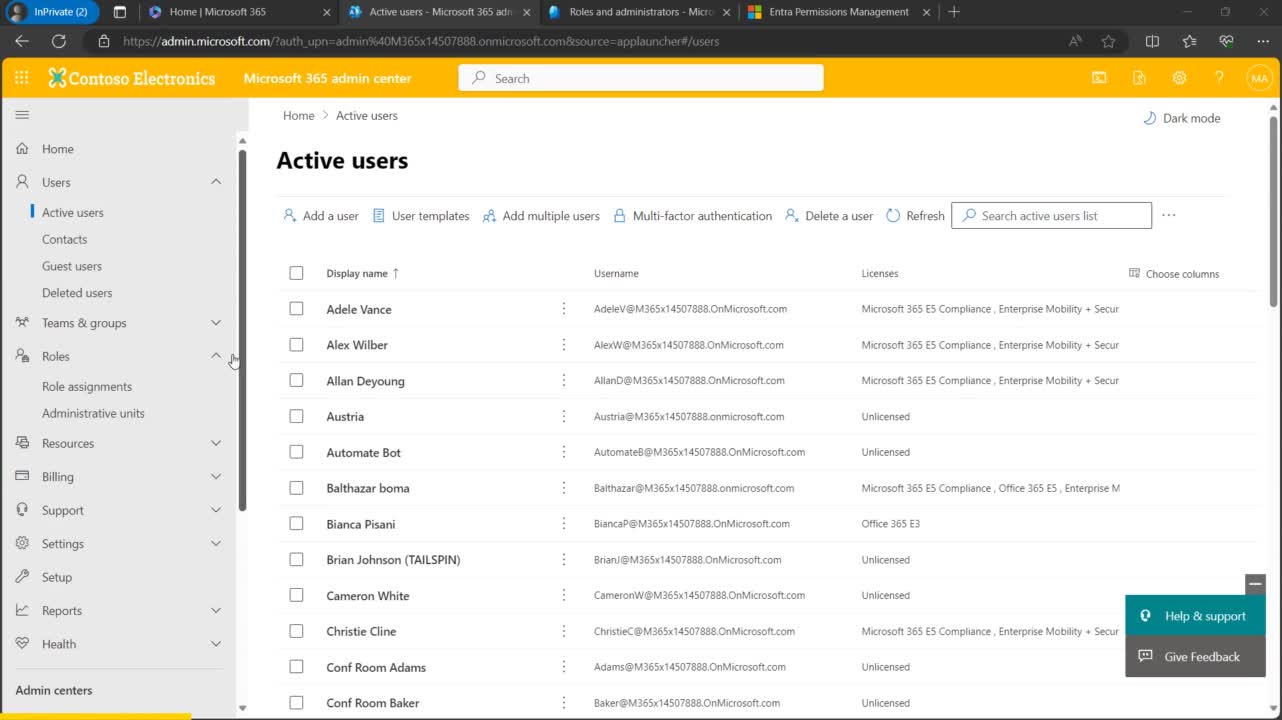 InPrivate (2)
Home | Microsoft 365
Active users - Microsoft 365 adm
Roles and administrators - Micro
Entra Permissions Management
https://admin.microsoft.com/?auth_upn=admin%40M365x14507888.onmicrosoft.com&source=applauncher#/users
Contoso Electronics
Microsoft 365 admin center
Search
MA
Home > Active users
Dark mode
Active users
Home
Users
Active users
Contacts
Guest users
Deleted users
Teams & groups
Roles
Role assignments
Administrative units
Resources
Billing
Support
Settings
Setup
Reports
Health
Admin centers
Add a user
User templates
Add multiple users
Multi-factor authentication
Delete a user
Refresh
Search active users list
Display name ↑ Username Licenses Choose columns
Adele Vance AdeleV@M365x14507888.OnMicrosoft.com Microsoft 365 E5 Compliance , Enterprise Mobility + Secur
Alex Wilber AlexW@M365x14507888.OnMicrosoft.com Microsoft 365 E5 Compliance , Enterprise Mobility + Secur
Allan Deyoung AllanD@M365x14507888.OnMicrosoft.com Microsoft 365 E5 Compliance , Enterprise Mobility + Secur
Austria Austria@M365x14507888.onmicrosoft.com Unlicensed
Automate Bot AutomateB@M365x14507888.OnMicrosoft.com Unlicensed
Balthazar boma Balthazar@M365x14507888.onmicrosoft.com Microsoft 365 E5 Compliance , Office 365 E5 , Enterprise M
Bianca Pisani BiancaP@M365x14507888.OnMicrosoft.com Office 365 E3
Brian Johnson (TAILSPIN) BrianJ@M365x14507888.OnMicrosoft.com Unlicensed
Cameron White CameronW@M365x14507888.OnMicrosoft.com Unlicensed
Christie Cline ChristieC@M365x14507888.OnMicrosoft.com Microsoft 365 E5 Compliance , Enterprise Mobility + Secur
Conf Room Adams Adams@M365x14507888.OnMicrosoft.com Unlicensed
Conf Room Baker Baker@M365x14507888.OnMicrosoft.com Unlicensed
Help & support
Give Feedback